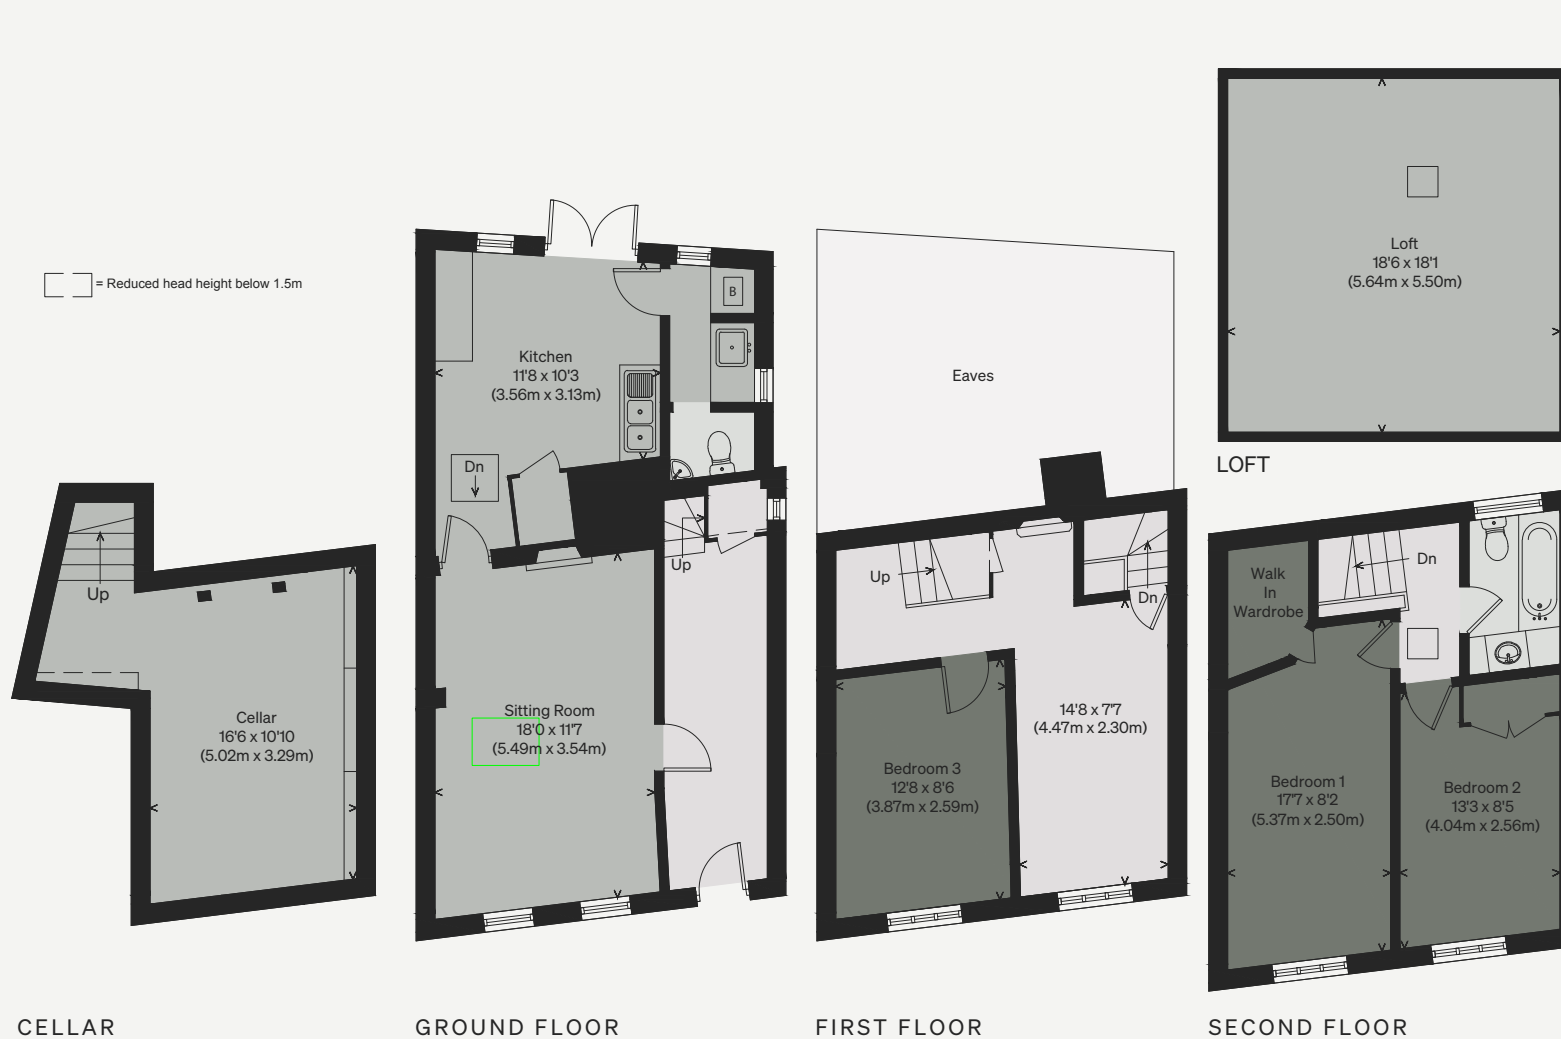 = Reduced head height below 1.5m
Up
Cellar
16'6 x 10'10
(5.02m x 3.29m)
CELLAR
B
Kitchen
11'8 x 10'3
(3.56m x 3.13m)
Dn
Up
Sitting Room
18'0 x 11'7
(5.49m x 3.54m)
GROUND FLOOR
Eaves
Up
Dn
14'8 x 7'7
(4.47m x 2.30m)
Bedroom 3
12'8 x 8'6
(3.87m x 2.59m)
FIRST FLOOR
Loft
18'6 x 18'1
(5.64m x 5.50m)
LOFT
Walk
In
Wardrobe
Dn
Bedroom 1
17'7 x 8'2
(5.37m x 2.50m)
Bedroom 2
13'3 x 8'5
(4.04m x 2.56m)
SECOND FLOOR